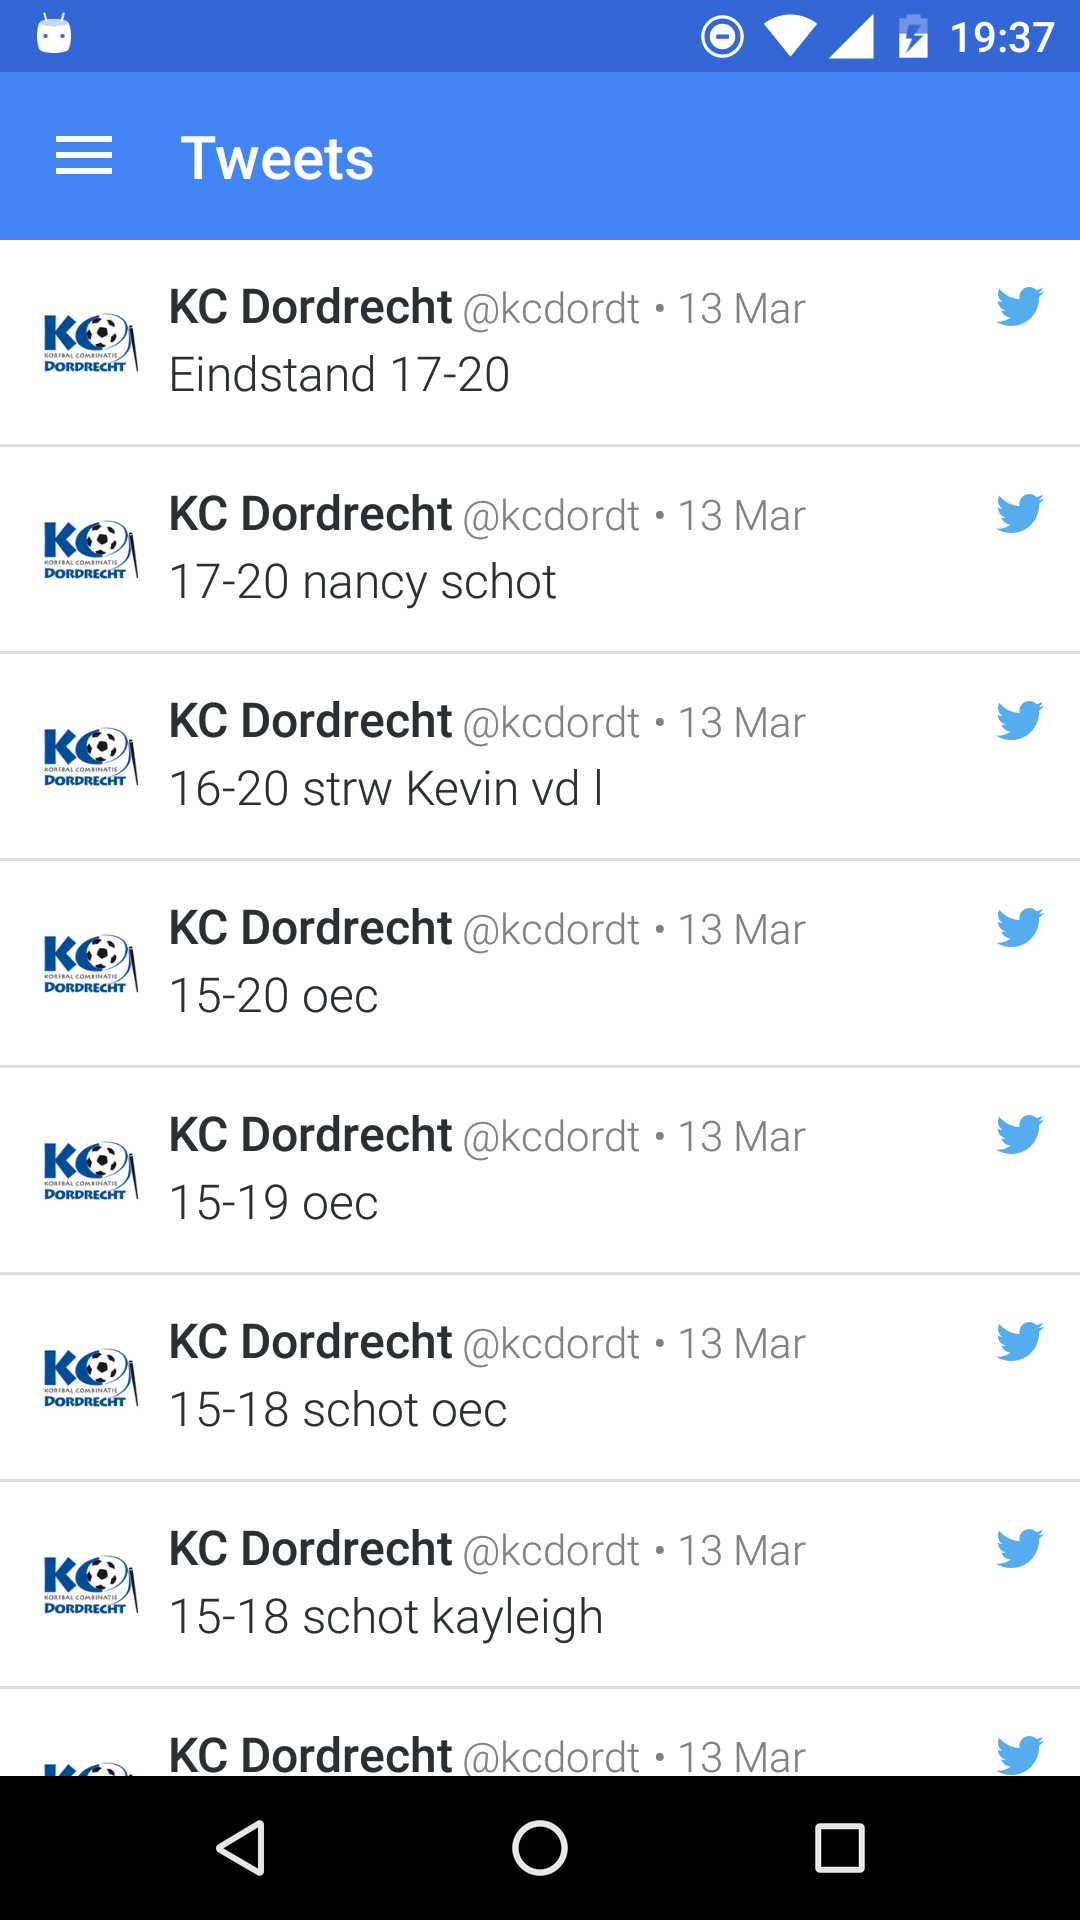 19:37
Tweets
KC Dordrecht @kcdordt • 13 Mar
KC
KORFBAL COMBINATIE
DORDRECHT
Eindstand 17-20
KC Dordrecht @kcdordt • 13 Mar
KC
KORFBAL COMBINATIE
DORDRECHT
17-20 nancy schot
KC Dordrecht @kcdordt • 13 Mar
KC
KORFBAL COMBINATIE
DORDRECHT
16-20 strw Kevin vd l
KC Dordrecht @kcdordt • 13 Mar
KC
KORFBAL COMBINATIE
DORDRECHT
15-20 oec
KC Dordrecht @kcdordt • 13 Mar
KC
KORFBAL COMBINATIE
DORDRECHT
15-19 oec
KC Dordrecht @kcdordt • 13 Mar
KC
KORFBAL COMBINATIE
DORDRECHT
15-18 schot oec
KC Dordrecht @kcdordt • 13 Mar
KC
KORFBAL COMBINATIE
DORDRECHT
15-18 schot kayleigh
KC Dordrecht @kcdordt • 13 Mar